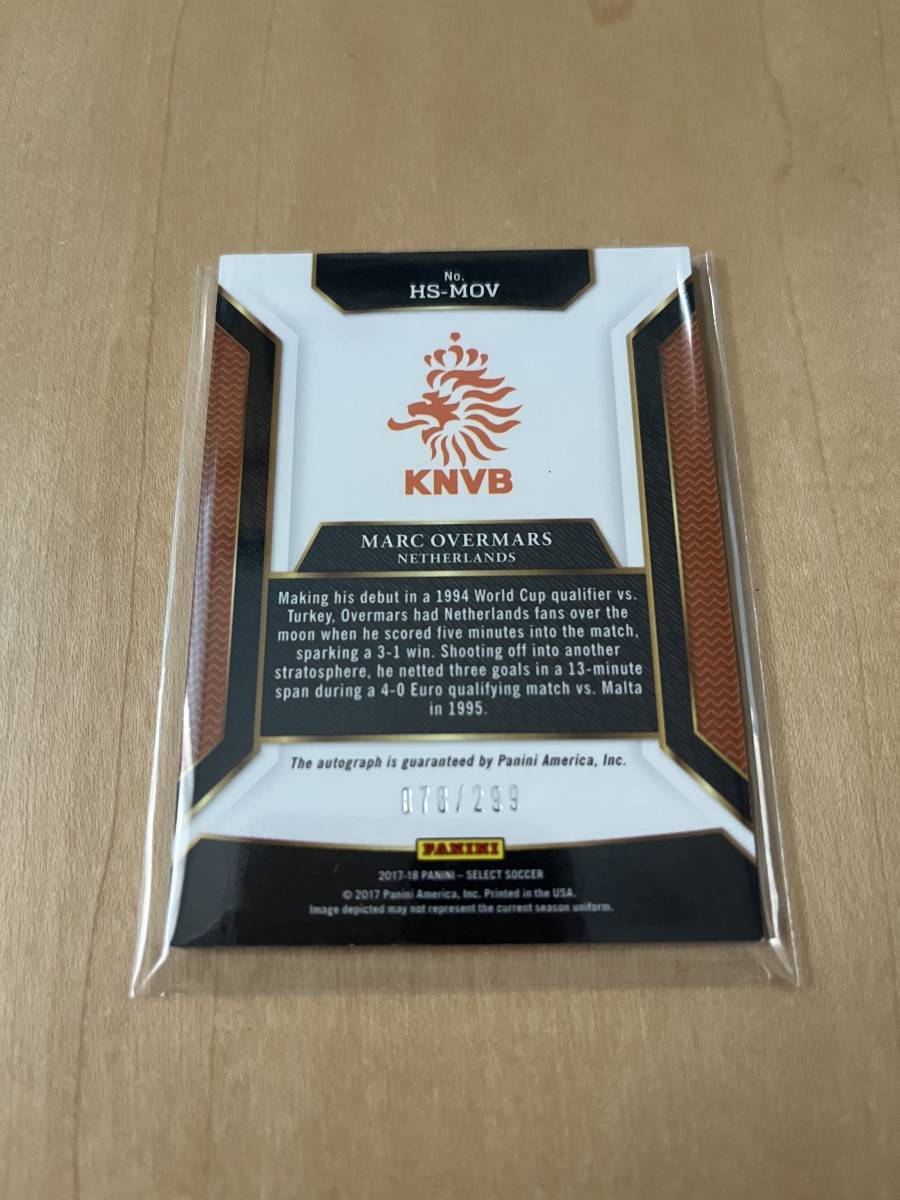 No.
HS-MOV
KNVB
MARC OVERMARS
NETHERLANDS
Making his debut in a 1994 World Cup qualifier vs.
Turkey, Overmars had Netherlands fans over the
moon when he scored five minutes into the match,
sparking a 3-1 win. Shooting off into another
stratosphere, he netted three goals in a 13-minute
span during a 4-0 Euro qualifying match vs. Malta
in 1995.
The autograph is guaranteed by Panini America, Inc.
PANINI
2017-18 PANINI – SELECT SOCCER
© 2017 Panini America, Inc. Printed in the USA.
Image depicted may not represent the current season uniform.